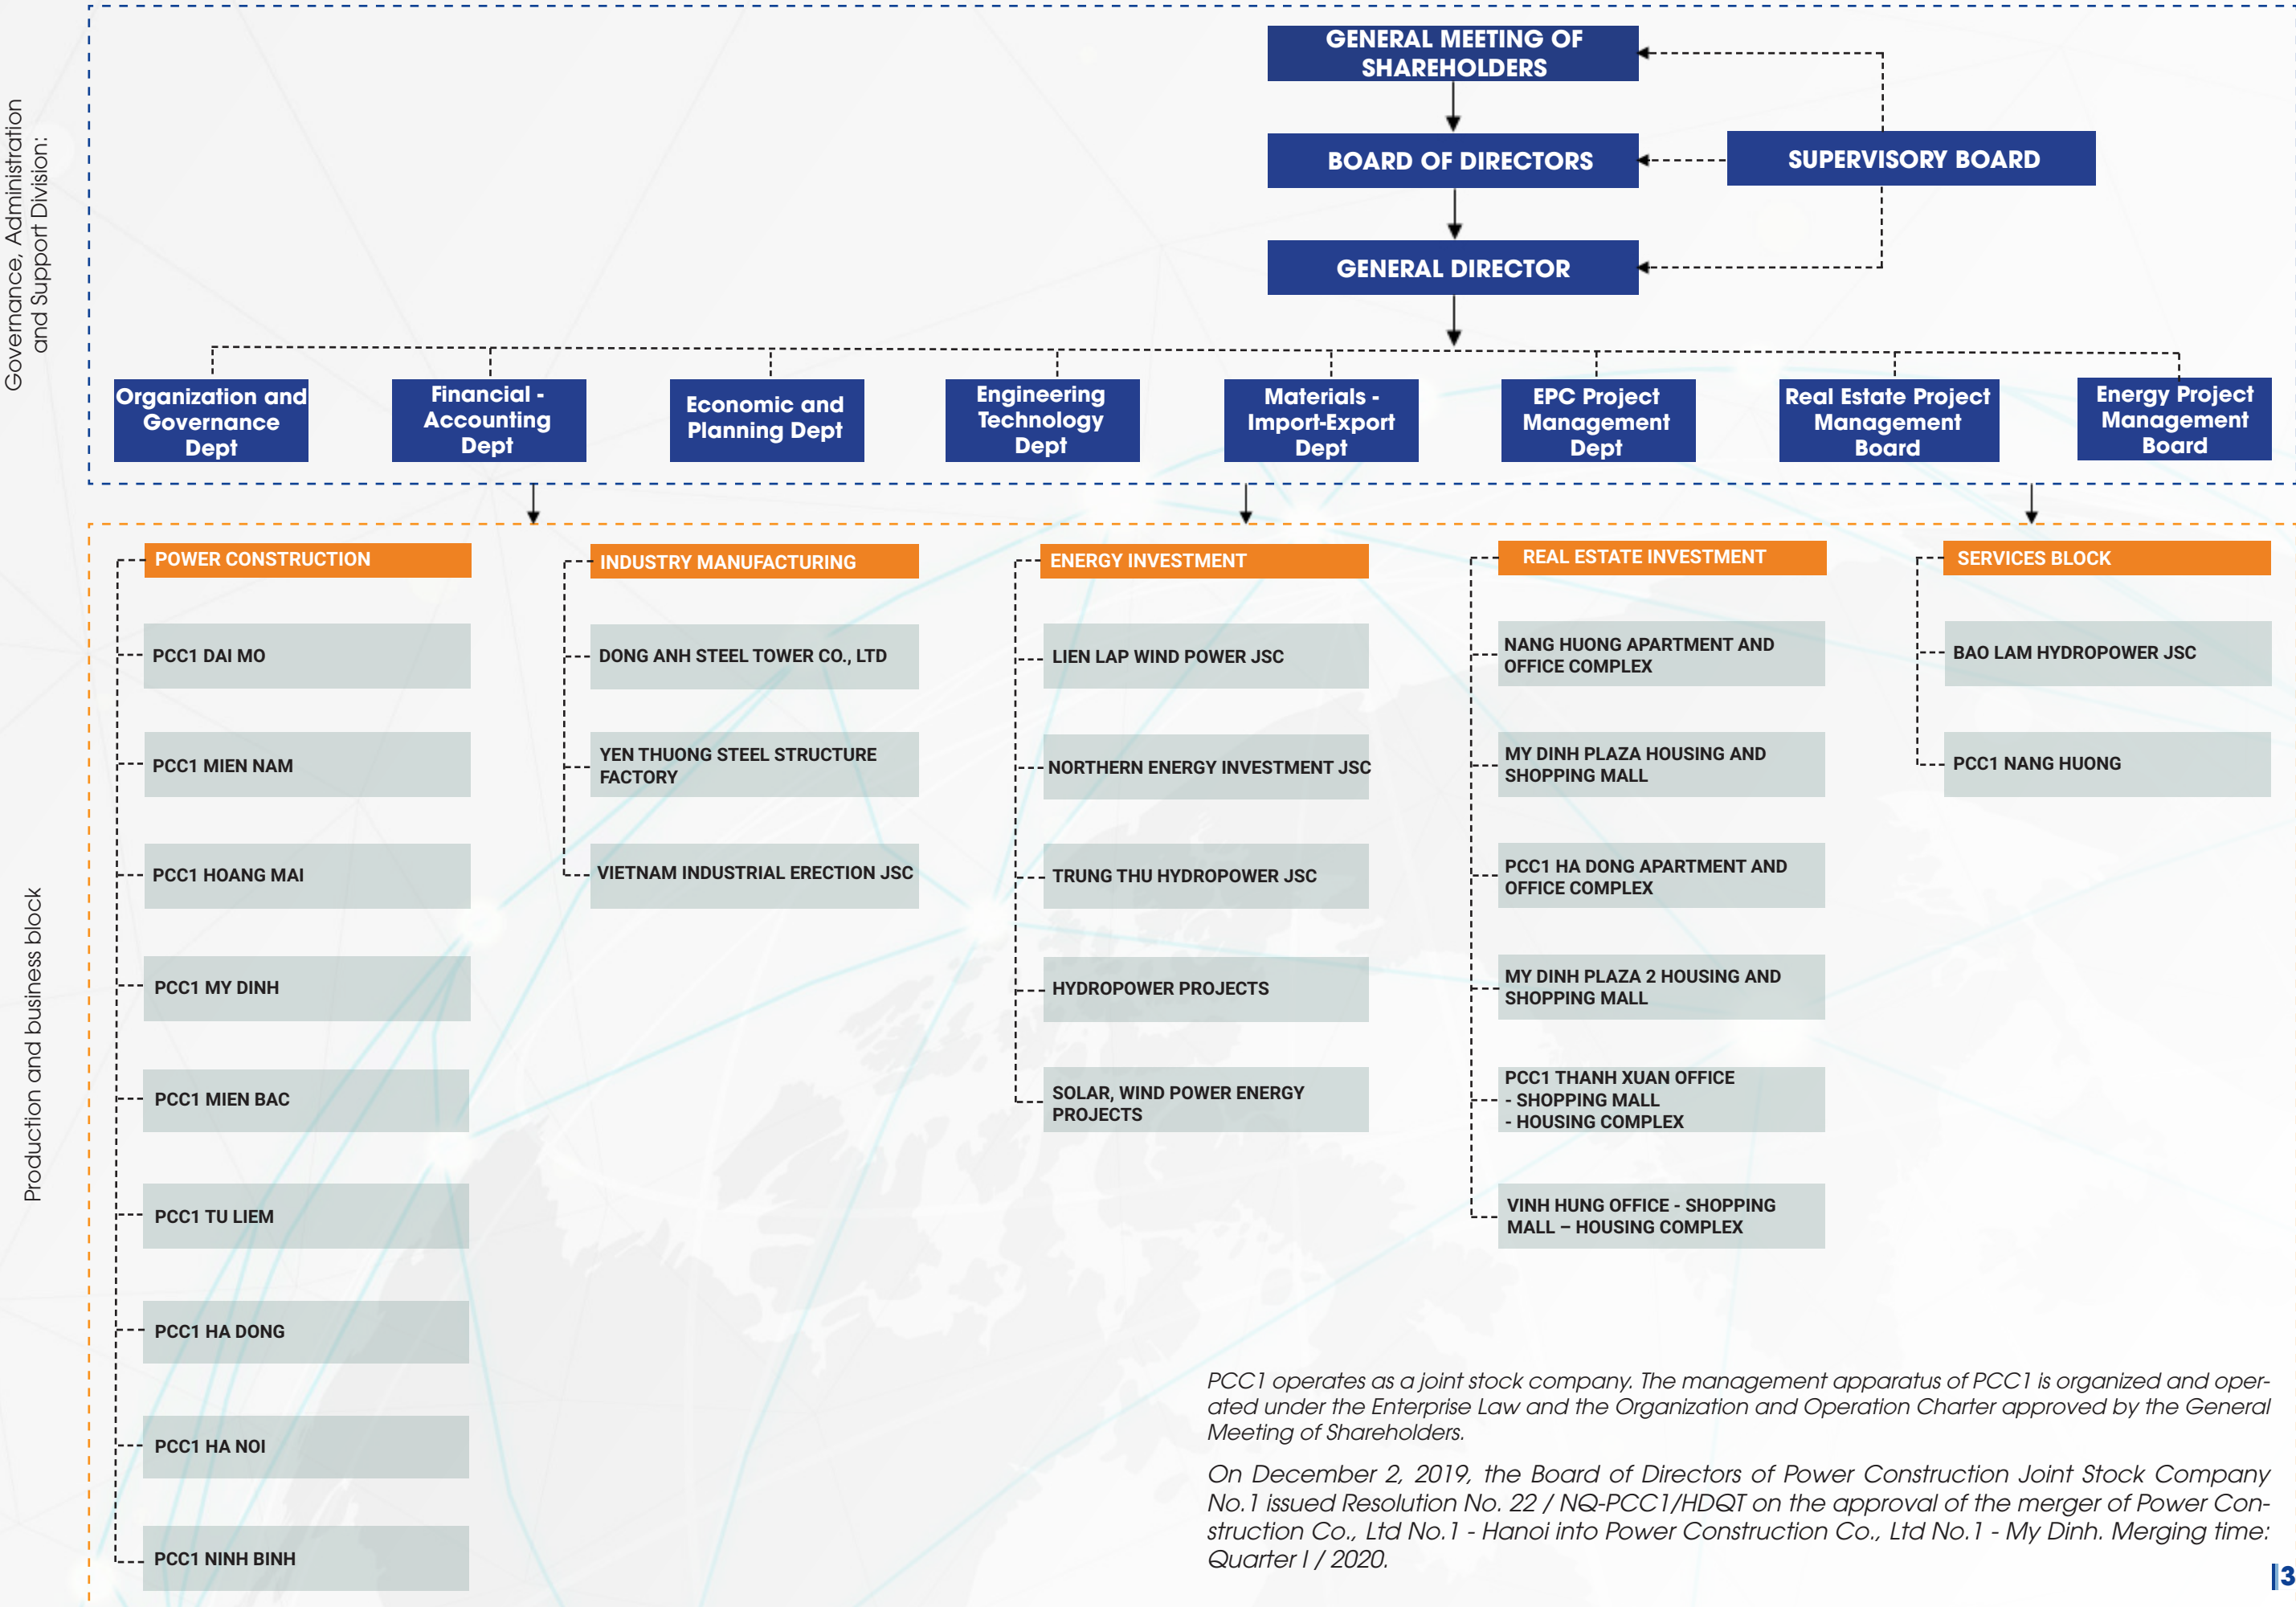 Governance, Administration
and Support Division:
GENERAL MEETING OF
SHAREHOLDERS
BOARD OF DIRECTORS
SUPERVISORY BOARD
GENERAL DIRECTOR
Organization and
Governance
Dept
Financial -
Accounting
Dept
Economic and
Planning Dept
Engineering
Technology
Dept
Materials -
Import-Export
Dept
EPC Project
Management
Dept
Real Estate Project
Management
Board
Energy Project
Management
Board
Production and business block
POWER CONSTRUCTION
PCC1 DAI MO
PCC1 MIEN NAM
PCC1 HOANG MAI
PCC1 MY DINH
PCC1 MIEN BAC
PCC1 TU LIEM
PCC1 HA DONG
PCC1 HA NOI
PCC1 NINH BINH
INDUSTRY MANUFACTURING
DONG ANH STEEL TOWER CO., LTD
YEN THUONG STEEL STRUCTURE
FACTORY
VIETNAM INDUSTRIAL ERECTION JSC
ENERGY INVESTMENT
LIEN LAP WIND POWER JSC
NORTHERN ENERGY INVESTMENT JSC
TRUNG THU HYDROPOWER JSC
HYDROPOWER PROJECTS
SOLAR, WIND POWER ENERGY
PROJECTS
REAL ESTATE INVESTMENT
NANG HUONG APARTMENT AND
OFFICE COMPLEX
MY DINH PLAZA HOUSING AND
SHOPPING MALL
PCC1 HA DONG APARTMENT AND
OFFICE COMPLEX
MY DINH PLAZA 2 HOUSING AND
SHOPPING MALL
PCC1 THANH XUAN OFFICE
- SHOPPING MALL
- HOUSING COMPLEX
VINH HUNG OFFICE - SHOPPING
MALL – HOUSING COMPLEX
SERVICES BLOCK
BAO LAM HYDROPOWER JSC
PCC1 NANG HUONG
PCC1 operates as a joint stock company. The management apparatus of PCC1 is organized and oper-
ated under the Enterprise Law and the Organization and Operation Charter approved by the General
Meeting of Shareholders.
On December 2, 2019, the Board of Directors of Power Construction Joint Stock Company
No.1 issued Resolution No. 22 / NQ-PCC1/HDQT on the approval of the merger of Power Con-
struction Co., Ltd No.1 - Hanoi into Power Construction Co., Ltd No.1 - My Dinh. Merging time:
Quarter I / 2020.
3